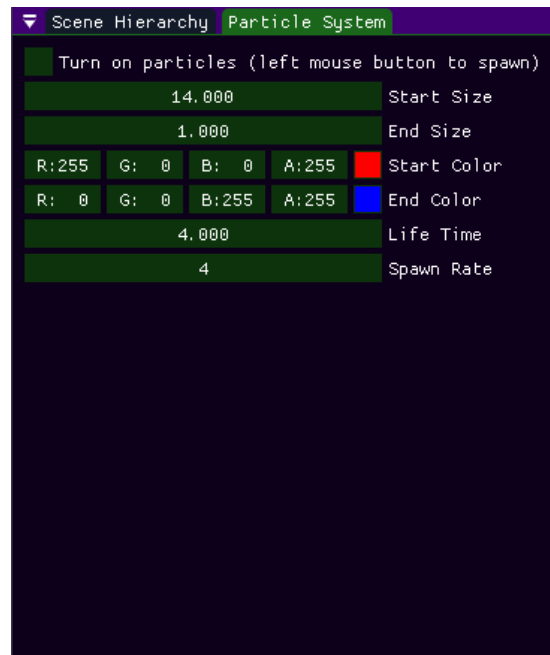 Scene Hierarchy Particle System
Turn on particles (left mouse button to spawn)
14.000 Start Size
1.000 End Size
R:255 G: 0 B: 0 A:255 Start Color
R: 0 G: 0 B:255 A:255 End Color
4.000 Life Time
4 Spawn Rate